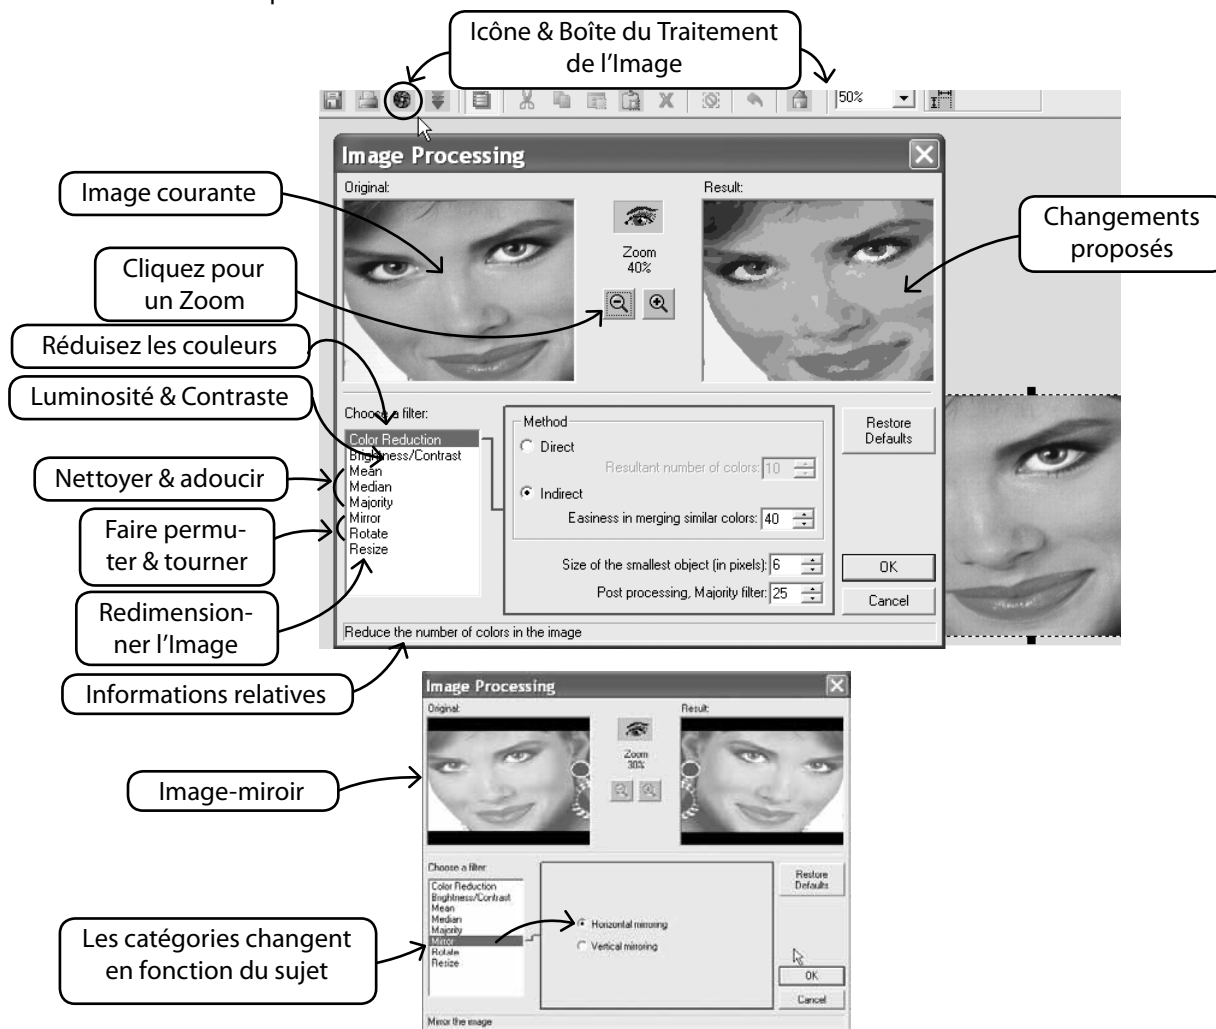 Icône & Boîte du Traitement
de l'Image
50%
Image Processing
Original:
Result:
Image courante
Zoom
40%
Changements
proposés
Cliquez pour
un Zoom
Réduisez les couleurs
Luminosité & Contraste
Choose a filter:
Color Reduction
Brightness/Contrast
Mean
Median
Majority
Mirror
Rotate
Resize
Method
Direct
Resultant number of colors: 10
Indirect
Easiness in merging similar colors: 40
Size of the smallest object (in pixels): 6
Post processing, Majority filter: 25
Restore
Defaults
OK
Cancel
Nettoyer & adoucir
Faire permu-
ter & tourner
Redimension-
ner l'Image
Reduce the number of colors in the image
Informations relatives
Image Processing
Original:
Result:
Zoom
30%
Image-miroir
Choose a filter:
Color Reduction
Brightness/Contrast
Mean
Median
Majority
Mirror
Rotate
Resize
Horizontal mirroring
Vertical mirroring
Restore
Defaults
OK
Cancel
Les catégories changent
en fonction du sujet
Mirror the image